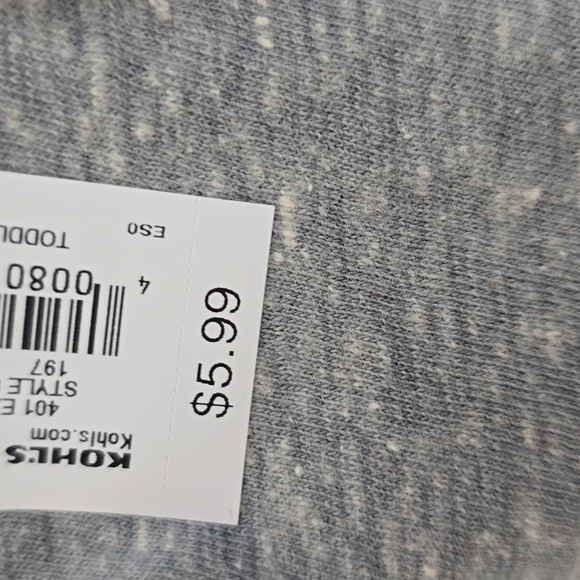 KOHL'S
Kohls.com
401 E
STYLE
197
4 0080
TODDL
ES0
$5.99